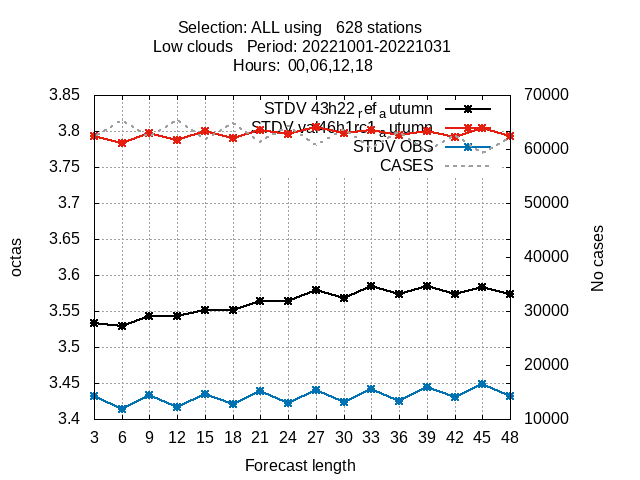 Selection: ALL using   628 stations
Low clouds   Period: 20221001-20221031
Hours:  00,06,12,18
STDV 43h22_ref_autumn
STDV OBS
CASES
3.85
3.8
3.75
3.7
3.65
3.6
3.55
3.5
3.45
3.4
70000
60000
50000
40000
30000
20000
10000
octas
No cases
3 6 9 12 15 18 21 24 27 30 33 36 39 42 45 48
Forecast length